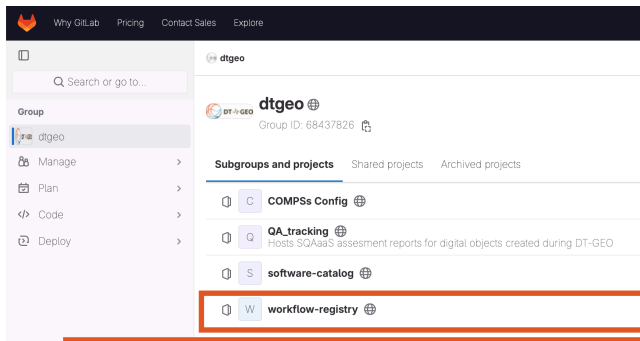 Why GitLab Pricing Contact Sales Explore
Search or go to...
Group
dtgeo
Manage
Plan
Code
Deploy
dtgeo
DT-GEO
dtgeo
Group ID: 68437826
Subgroups and projects Shared projects Archived projects
C COMPSs Config
Q QA_tracking
Hosts SQAaaS assesment reports for digital objects created during DT-GEO
S software-catalog
W workflow-registry